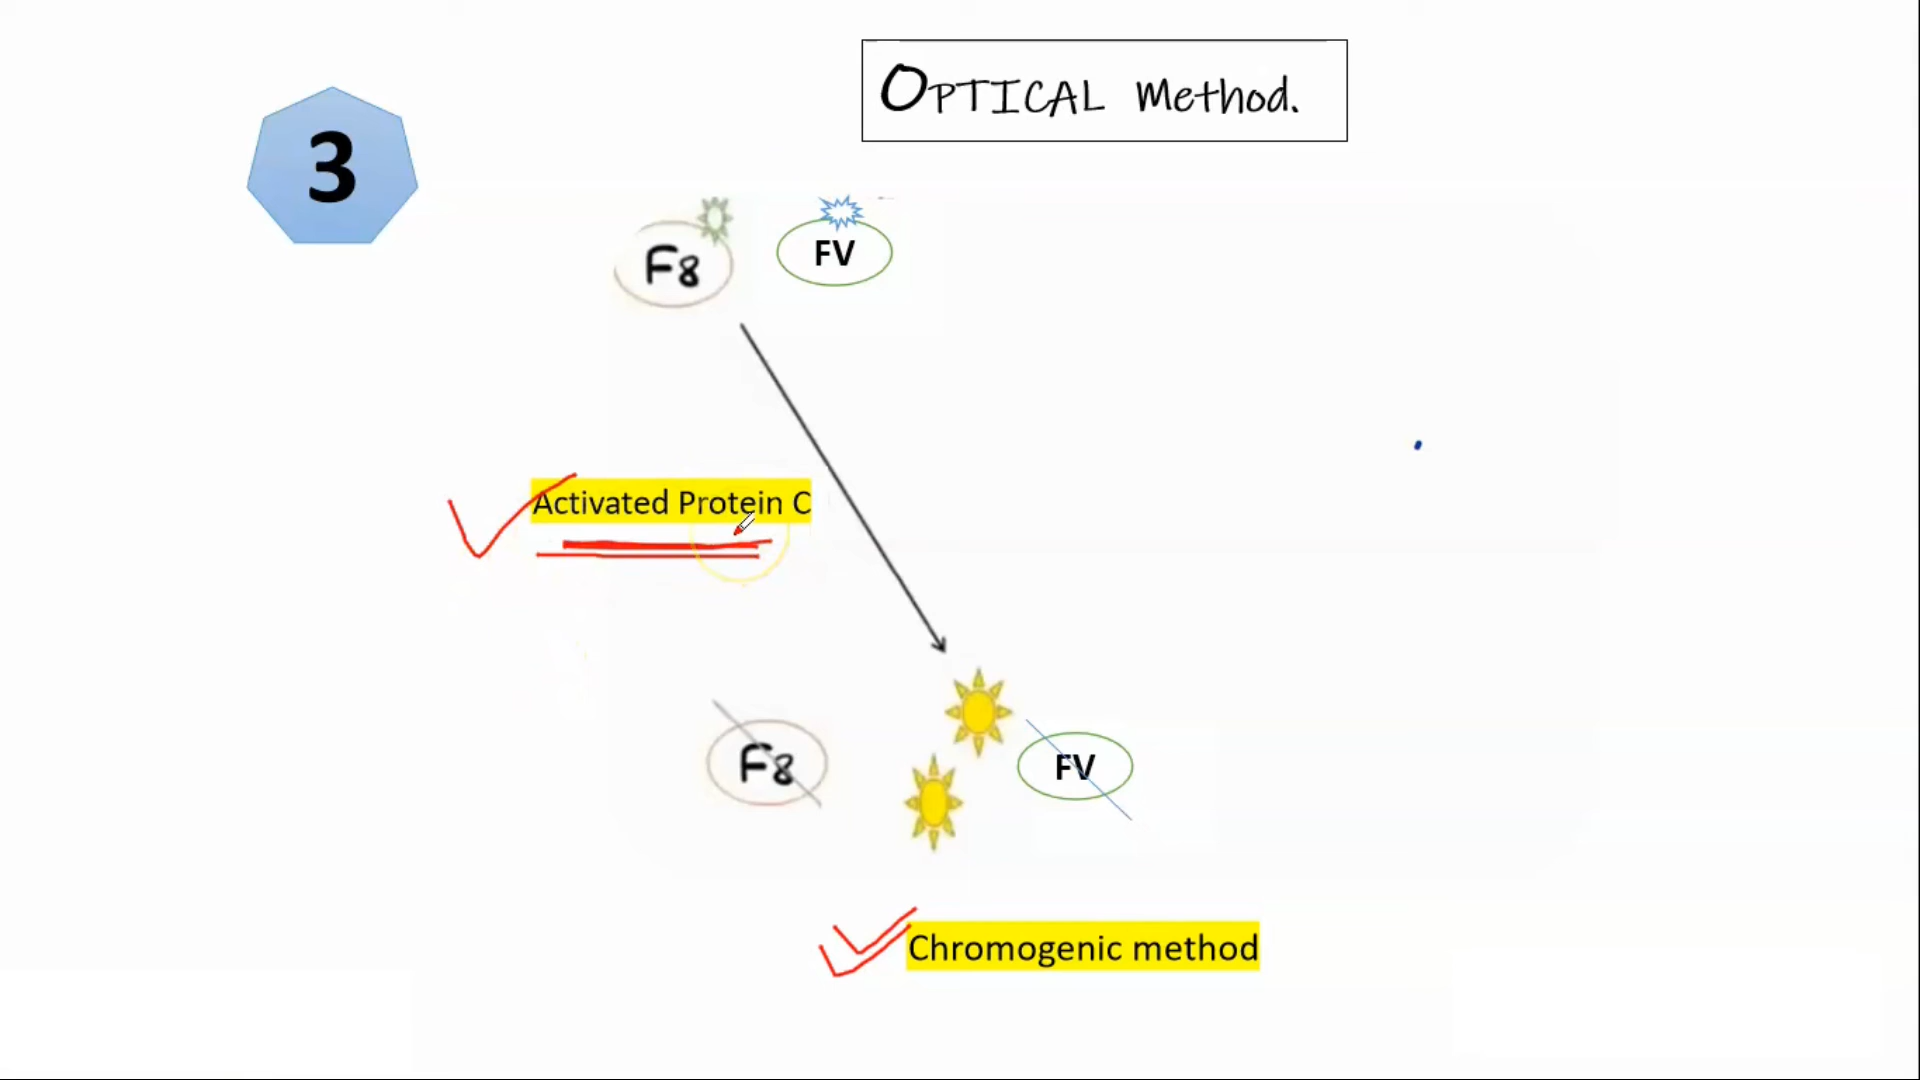 OPTICAL Method.
3
F8
FV
Activated Protein C
F8
FV
Chromogenic method